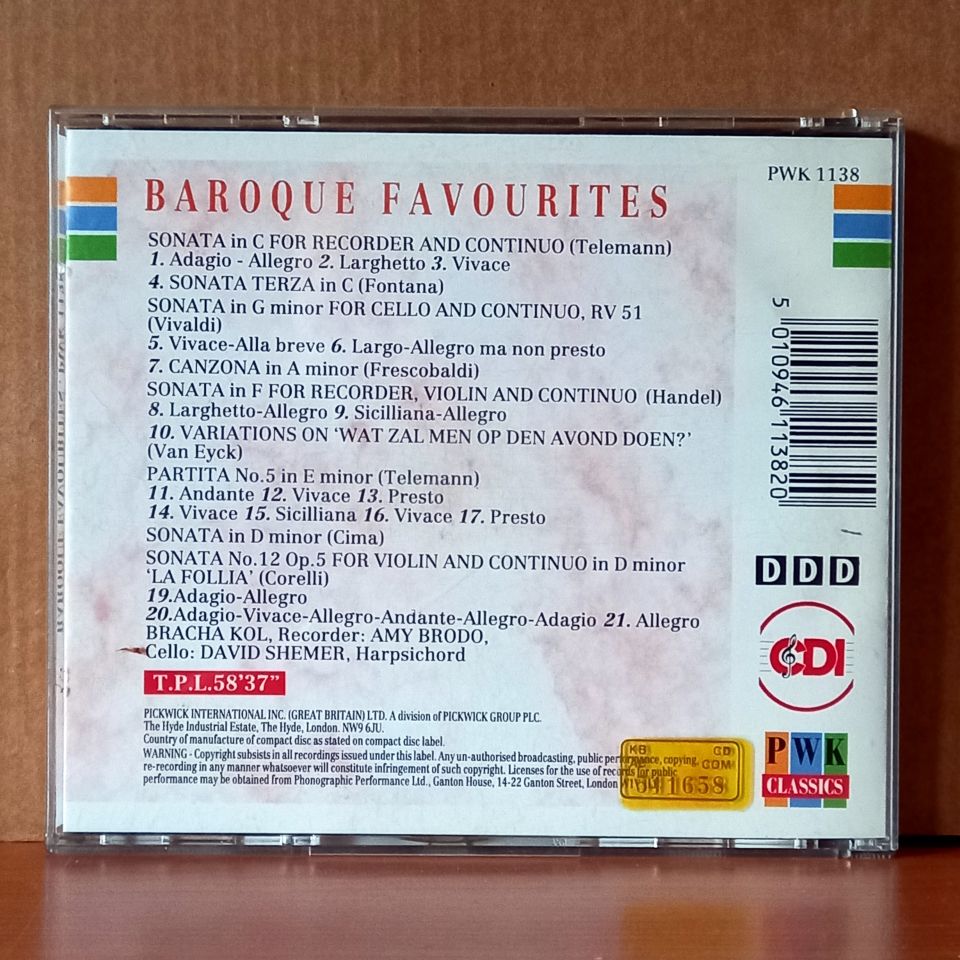 PWK 1138
BAROQUE FAVOURITES
SONATA in C FOR RECORDER AND CONTINUO (Telemann)
1. Adagio - Allegro 2. Larghetto 3. Vivace
4. SONATA TERZA in C (Fontana)
SONATA in G minor FOR CELLO AND CONTINUO, RV 51
(Vivaldi)
5. Vivace-Alla breve 6. Largo-Allegro ma non presto
7. CANZONA in A minor (Frescobaldi)
SONATA in F FOR RECORDER, VIOLIN AND CONTINUO (Handel)
8. Larghetto-Allegro 9. Sicilliana-Allegro
10. VARIATIONS ON ‘WAT ZAL MEN OP DEN AVOND DOEN?’
(Van Eyck)
PARTITA No.5 in E minor (Telemann)
11. Andante 12. Vivace 13. Presto
14. Vivace 15. Sicilliana 16. Vivace 17. Presto
SONATA in D minor (Cima)
SONATA No.12 Op.5 FOR VIOLIN AND CONTINUO in D minor
‘LA FOLLIA’ (Corelli)
19.Adagio-Allegro
20.Adagio-Vivace-Allegro-Andante-Allegro-Adagio 21. Allegro
BRACHA KOL, Recorder: AMY BRODO,
Cello: DAVID SHEMER, Harpsichord
T.P.L.58’37”
PICKWICK INTERNATIONAL INC. (GREAT BRITAIN) LTD. A division of PICKWICK GROUP PLC.
The Hyde Industrial Estate, The Hyde, London. NW9 6JU.
Country of manufacture of compact disc as stated on compact disc label.
WARNING - Copyright subsists in all recordings issued under this label. Any un-authorised broadcasting, public performance, copying,
re-recording in any manner whatsoever will constitute infringement of such copyright. Licenses for the use of records for public
performance may be obtained from Phonographic Performance Ltd., Ganton House, 14-22 Ganton Street, London
KB CD
COM
041658
5 010946 113820
DDD
CDI
PWK
CLASSICS